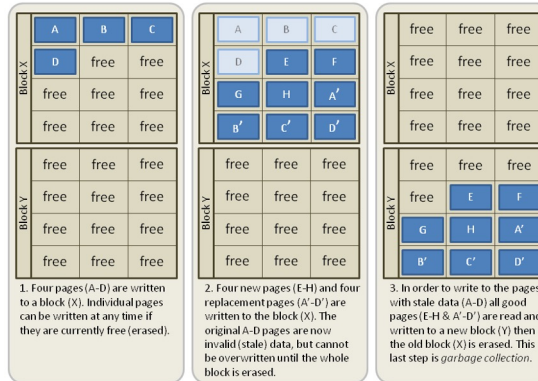 Block X
A B C
D free free
free free free
free free free
Block Y
free free free
free free free
free free free
free free free
1. Four pages (A-D) are written
to a block (X). Individual pages
can be written at any time if
they are currently free (erased).
Block X
A B C
D E F
G H A'
B' C' D'
Block Y
free free free
free free free
free free free
free free free
2. Four new pages (E-H) and four
replacement pages (A'-D') are
written to the block (X). The
original A-D pages are now
invalid (stale) data, but cannot
be overwritten until the whole
block is erased.
Block X
free free free
free free free
free free free
free free free
Block Y
free free free
free E F
G H A'
B' C' D'
3. In order to write to the pages
with stale data (A-D) all good
pages (E-H & A'-D') are read and
written to a new block (Y) then
the old block (X) is erased. This
last step is garbage collection.